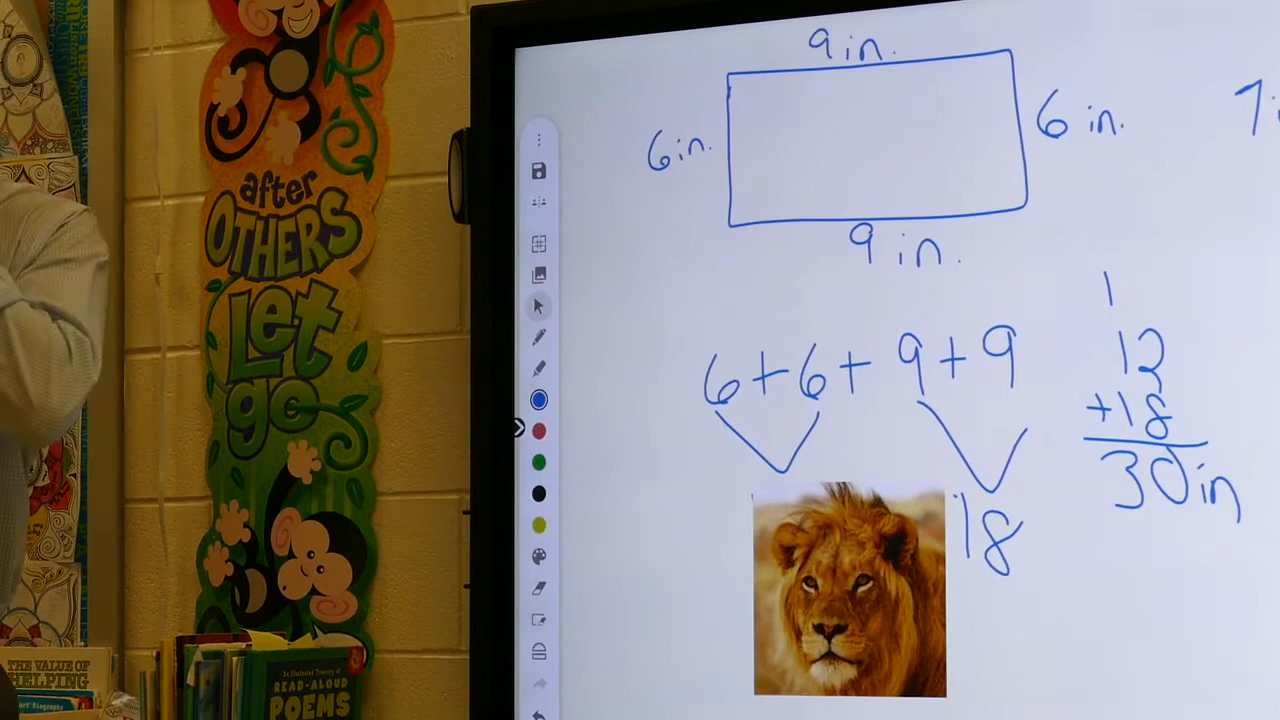 after
OTHERS
Let
go
THE VALUE OF
HELPING
An Illustrated Treasury of
READ-ALOUD
POEMS
9 in.
6 in.
6 in.
9 in.
6+6+9+9
18
1
12
+18
30 in